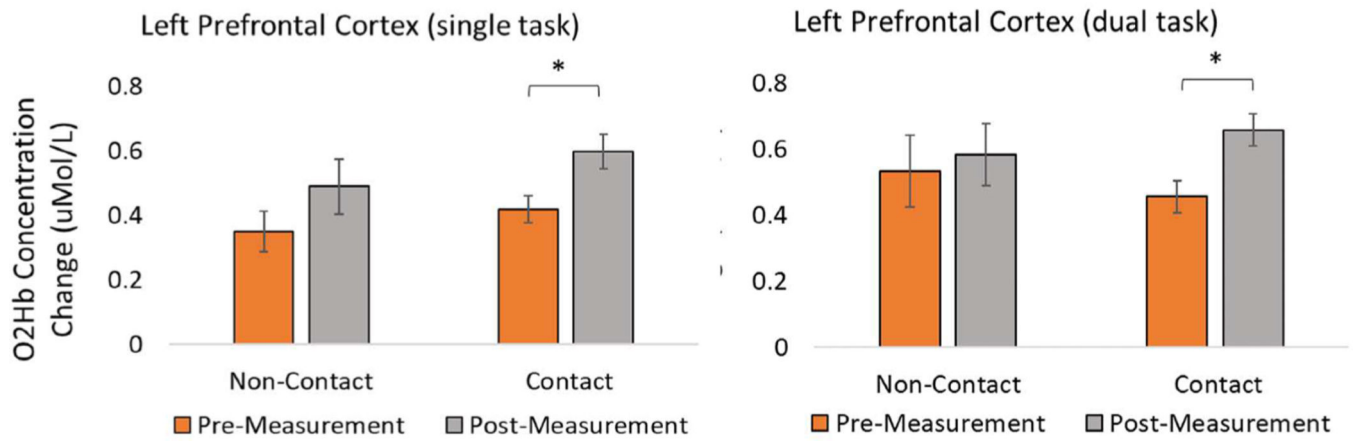 Left Prefrontal Cortex (single task)
O2Hb Concentration
Change (uMol/L)
0.8
0.6
0.4
0.2
0
*
Non-Contact
Contact
Pre-Measurement
Post-Measurement
Left Prefrontal Cortex (dual task)
0.8
0.6
0.4
0.2
0
*
Non-Contact
Contact
Pre-Measurement
Post-Measurement